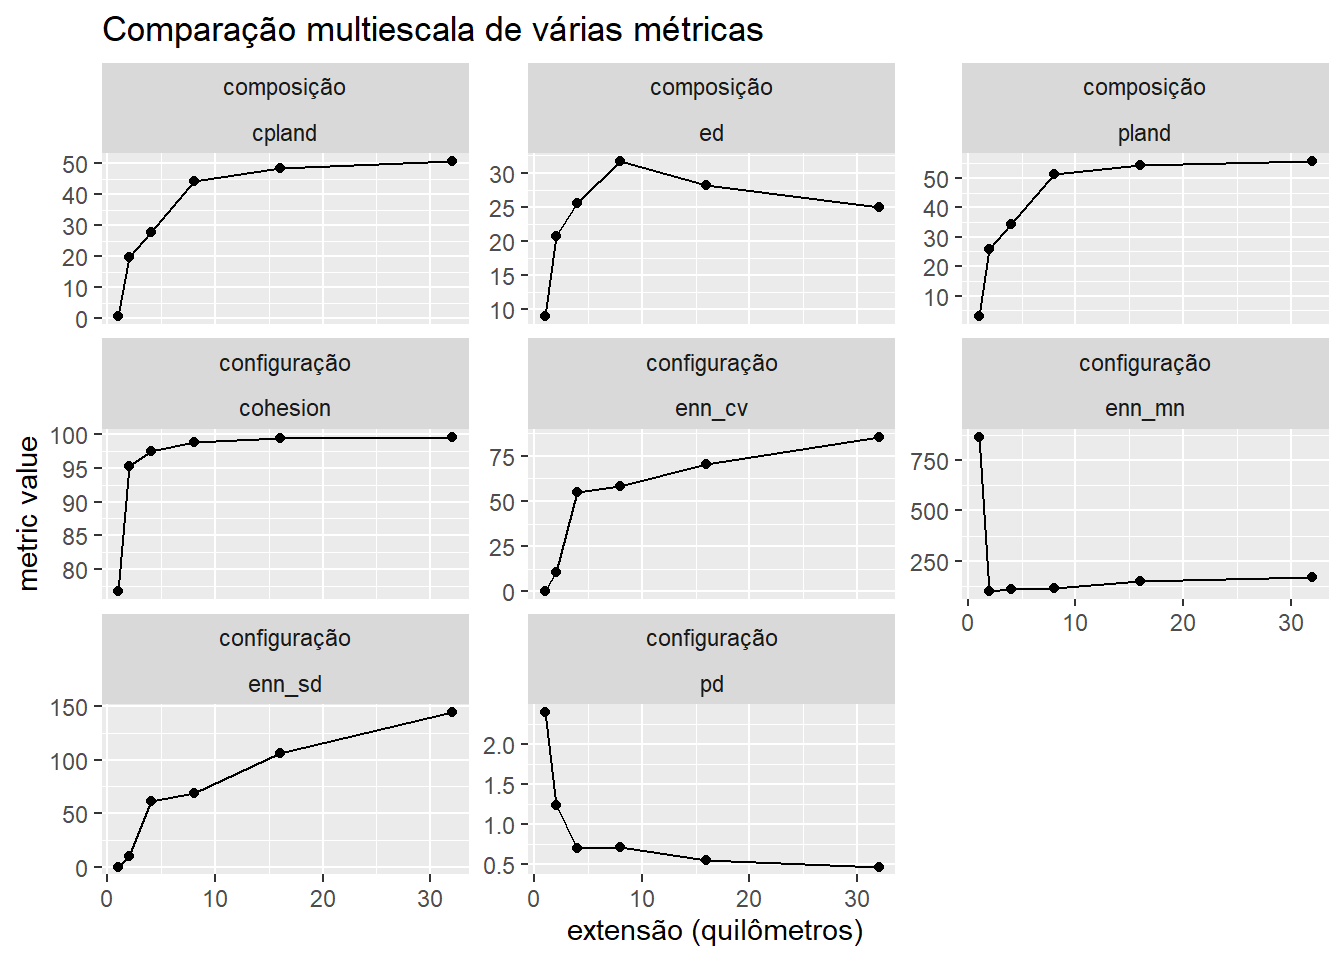 Comparação multiescala de várias métricas
composição
cpland
composição
ed
composição
pland
50
40
30
20
10
0
30
25
20
15
10
50
40
30
20
10
configuração
cohesion
configuração
enn_cv
configuração
enn_mn
metric value
100
95
90
85
80
75
50
25
0
750
500
250
0 10 20 30
configuração
enn_sd
configuração
pd
150
100
50
0
2.0
1.5
1.0
0.5
0 10 20 30
0 10 20 30
extensão (quilômetros)